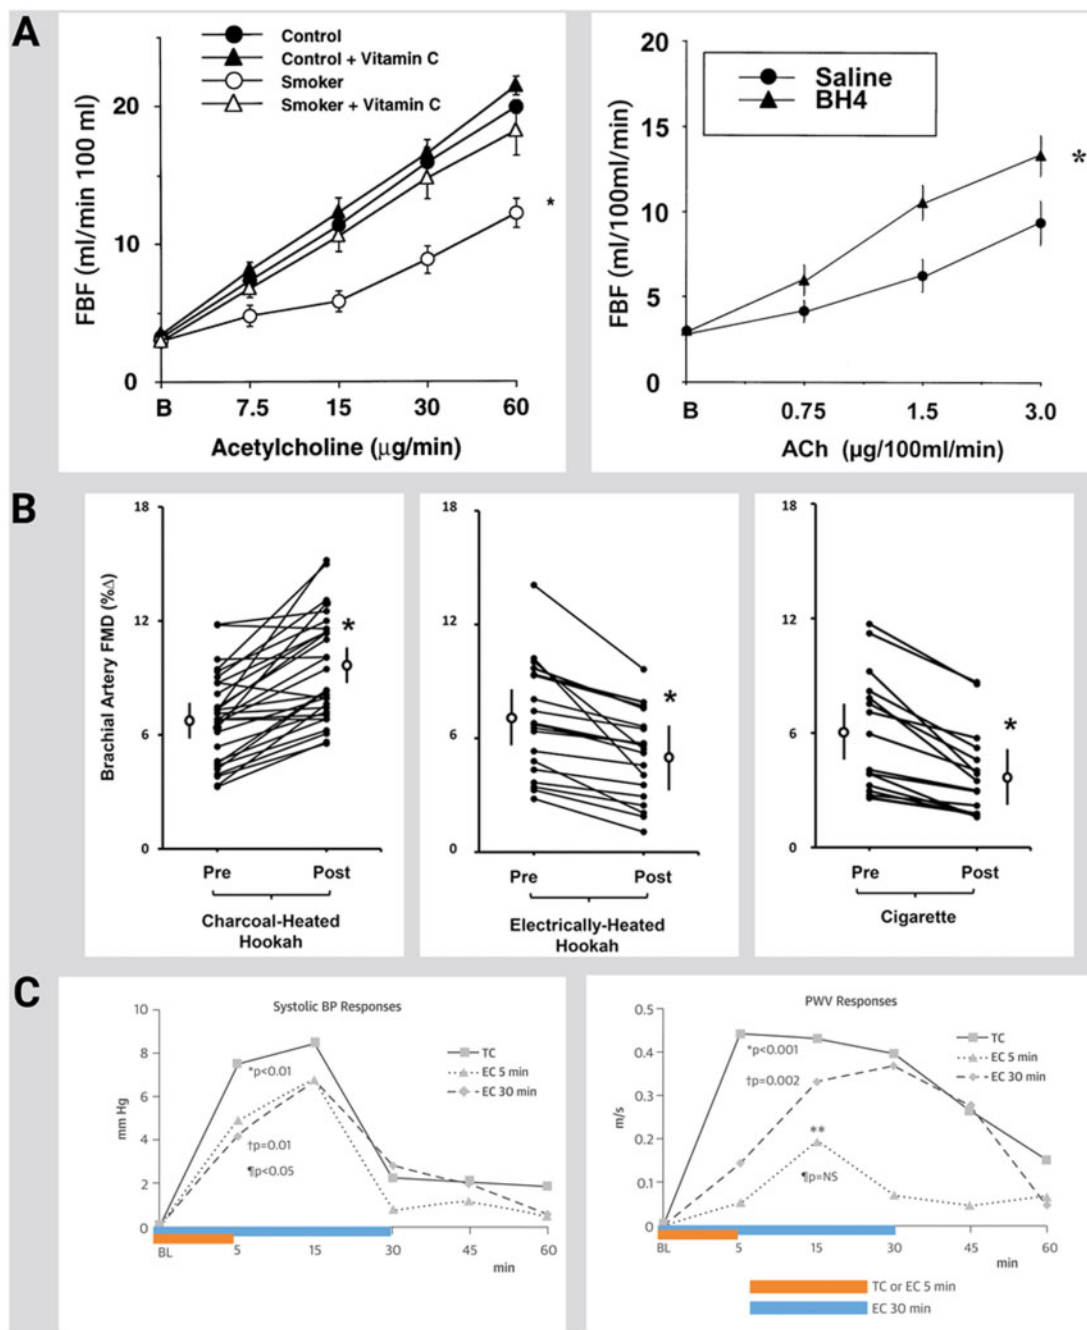 A
Control
Control + Vitamin C
Smoker
Smoker + Vitamin C
FBF (ml/min 100 ml)
20
10
0
*
B 7.5 15 30 60
Acetylcholine (μg/min)
Saline
BH4
FBF (ml/100ml/min)
20
15
10
5
0
*
B 0.75 1.5 3.0
ACh (μg/100ml/min)
B
Brachial Artery FMD (%Δ)
18
12
6
0
*
Pre Post
Charcoal-Heated
Hookah
18
12
6
0
*
Pre Post
Electrically-Heated
Hookah
18
12
6
0
*
Pre Post
Cigarette
C
Systolic BP Responses
mm Hg
10
8
6
4
2
0
TC
EC 5 min
EC 30 min
*p<0.01
†p=0.01
¶p<0.05
BL 5 15 30 45 60
min
PWV Responses
m/s
0.5
0.4
0.3
0.2
0.1
0
TC
EC 5 min
EC 30 min
*p<0.001
†p=0.002
**
¶p=NS
BL 5 15 30 45 60
min
TC or EC 5 min
EC 30 min